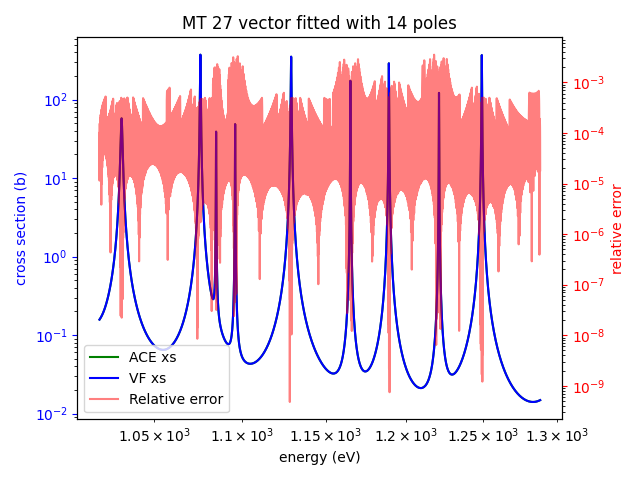 MT 27 vector fitted with 14 poles
10²
10¹
10⁰
10⁻¹
10⁻²
cross section (b)
10⁻³
10⁻⁴
10⁻⁵
10⁻⁶
10⁻⁷
10⁻⁸
10⁻⁹
relative error
ACE xs
VF xs
Relative error
1.05 × 10³ 1.1 × 10³ 1.15 × 10³ 1.2 × 10³ 1.25 × 10³ 1.3 × 10³
energy (eV)